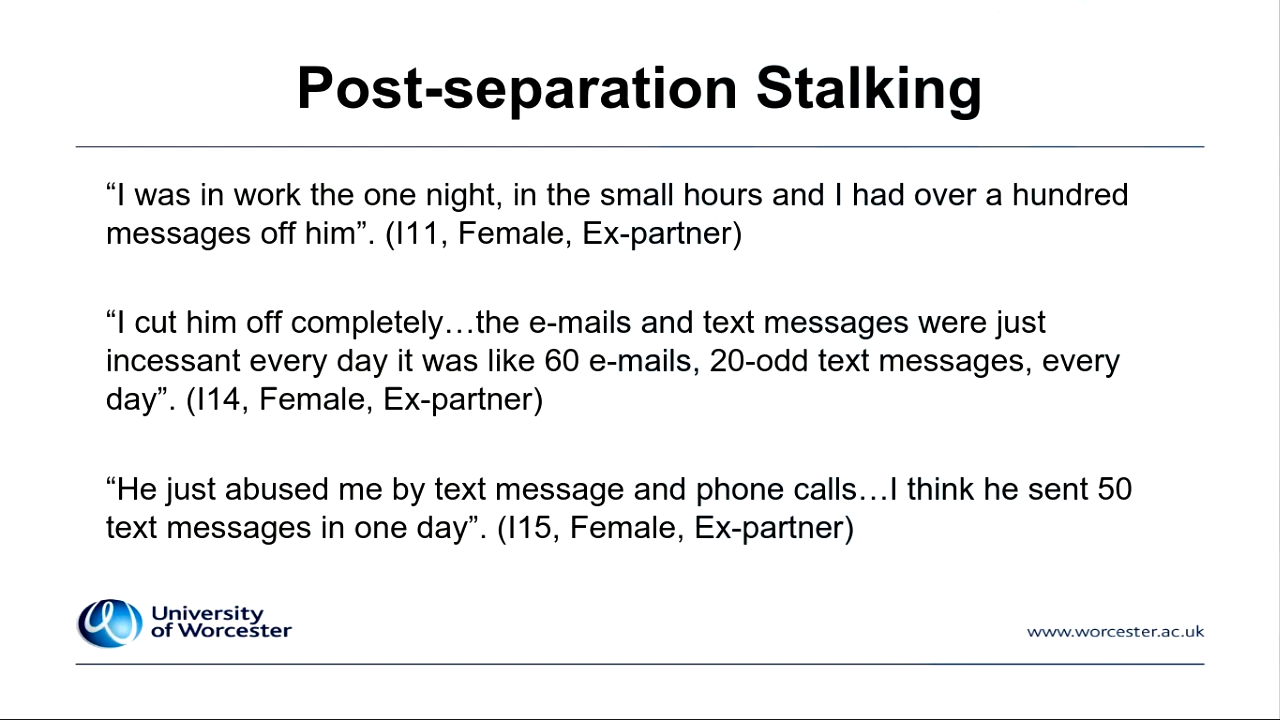 Post-separation Stalking
“I was in work the one night, in the small hours and I had over a hundred
messages off him”. (I11, Female, Ex-partner)
“I cut him off completely…the e-mails and text messages were just
incessant every day it was like 60 e-mails, 20-odd text messages, every
day”. (I14, Female, Ex-partner)
“He just abused me by text message and phone calls…I think he sent 50
text messages in one day”. (I15, Female, Ex-partner)
University
of Worcester
www.worcester.ac.uk